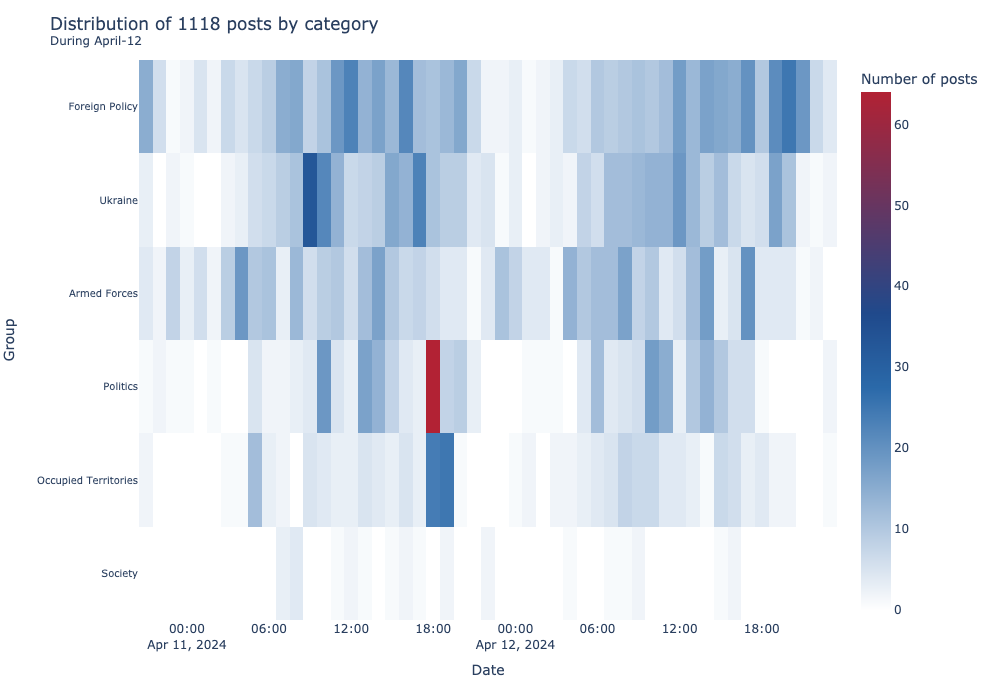 Distribution of 1118 posts by category
During April-12
Number of posts
Foreign Policy
Ukraine
Armed Forces
Politics
Occupied Territories
Society
Group
60
50
40
30
20
10
0
00:00 06:00 12:00 18:00 00:00 06:00 12:00 18:00
Apr 11, 2024 Apr 12, 2024
Date